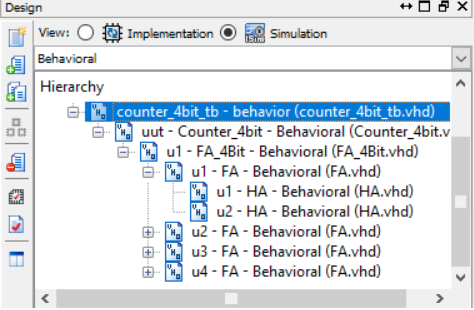 Design
View: Implementation Simulation
Behavioral
Hierarchy
counter_4bit_tb - behavior (counter_4bit_tb.vhd)
uut - Counter_4bit - Behavioral (Counter_4bit.v
u1 - FA_4Bit - Behavioral (FA_4Bit.vhd)
u1 - FA - Behavioral (FA.vhd)
u1 - HA - Behavioral (HA.vhd)
u2 - HA - Behavioral (HA.vhd)
u2 - FA - Behavioral (FA.vhd)
u3 - FA - Behavioral (FA.vhd)
u4 - FA - Behavioral (FA.vhd)